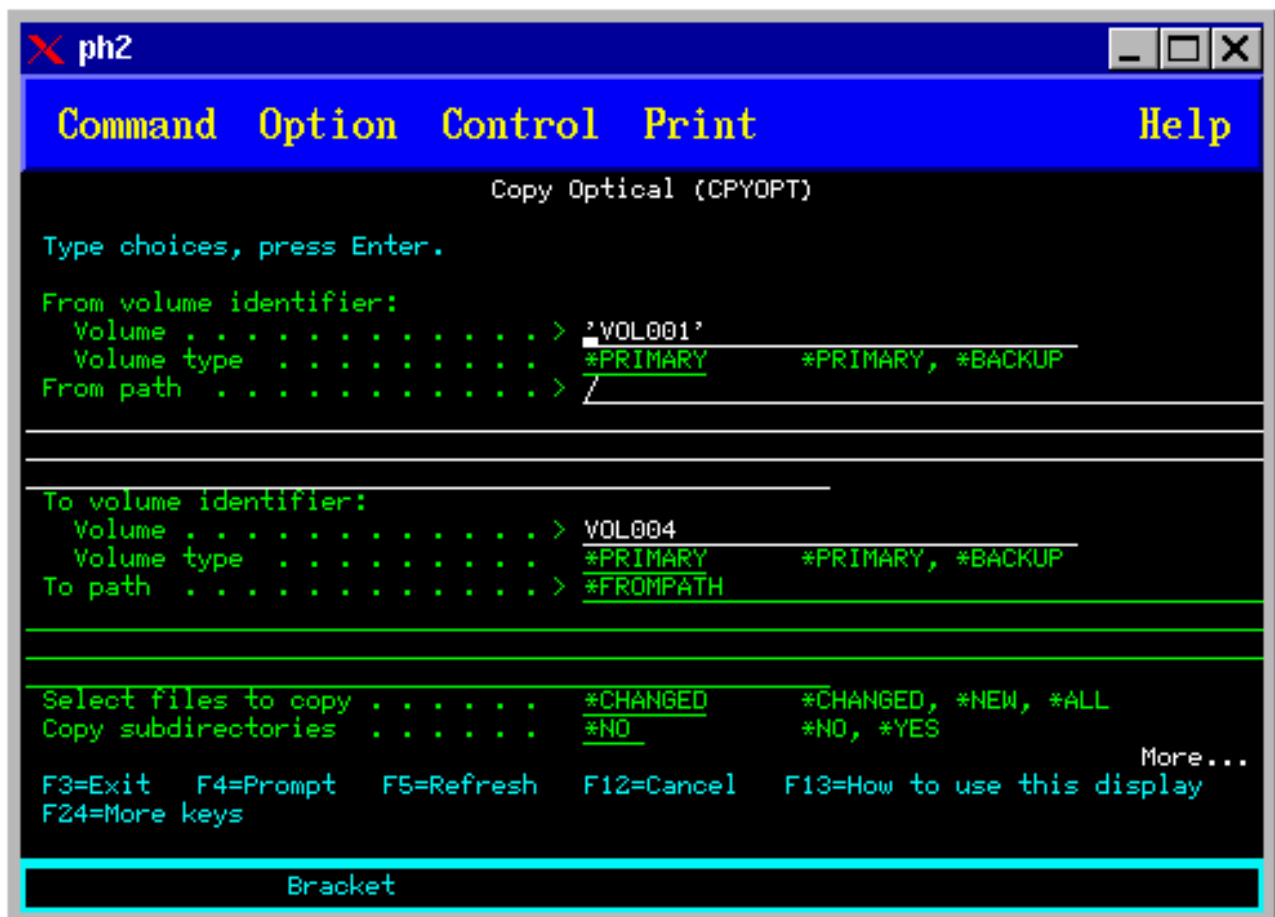 ph2
Command Option Control Print Help
Copy Optical (CPYOPT)
Type choices, press Enter.
From volume identifier:
Volume . . . . . . . . . . . . . > 'VOL001'
Volume type . . . . . . . . . *PRIMARY *PRIMARY, *BACKUP
From path . . . . . . . . . . . . > /
To volume identifier:
Volume . . . . . . . . . . . . . > VOL004
Volume type . . . . . . . . . *PRIMARY *PRIMARY, *BACKUP
To path . . . . . . . . . . . . . > *FROMPATH
Select files to copy . . . . . . *CHANGED *CHANGED, *NEW, *ALL
Copy subdirectories . . . . . . *NO *NO, *YES
More...
F3=Exit F4=Prompt F5=Refresh F12=Cancel F13=How to use this display
F24=More keys
Bracket